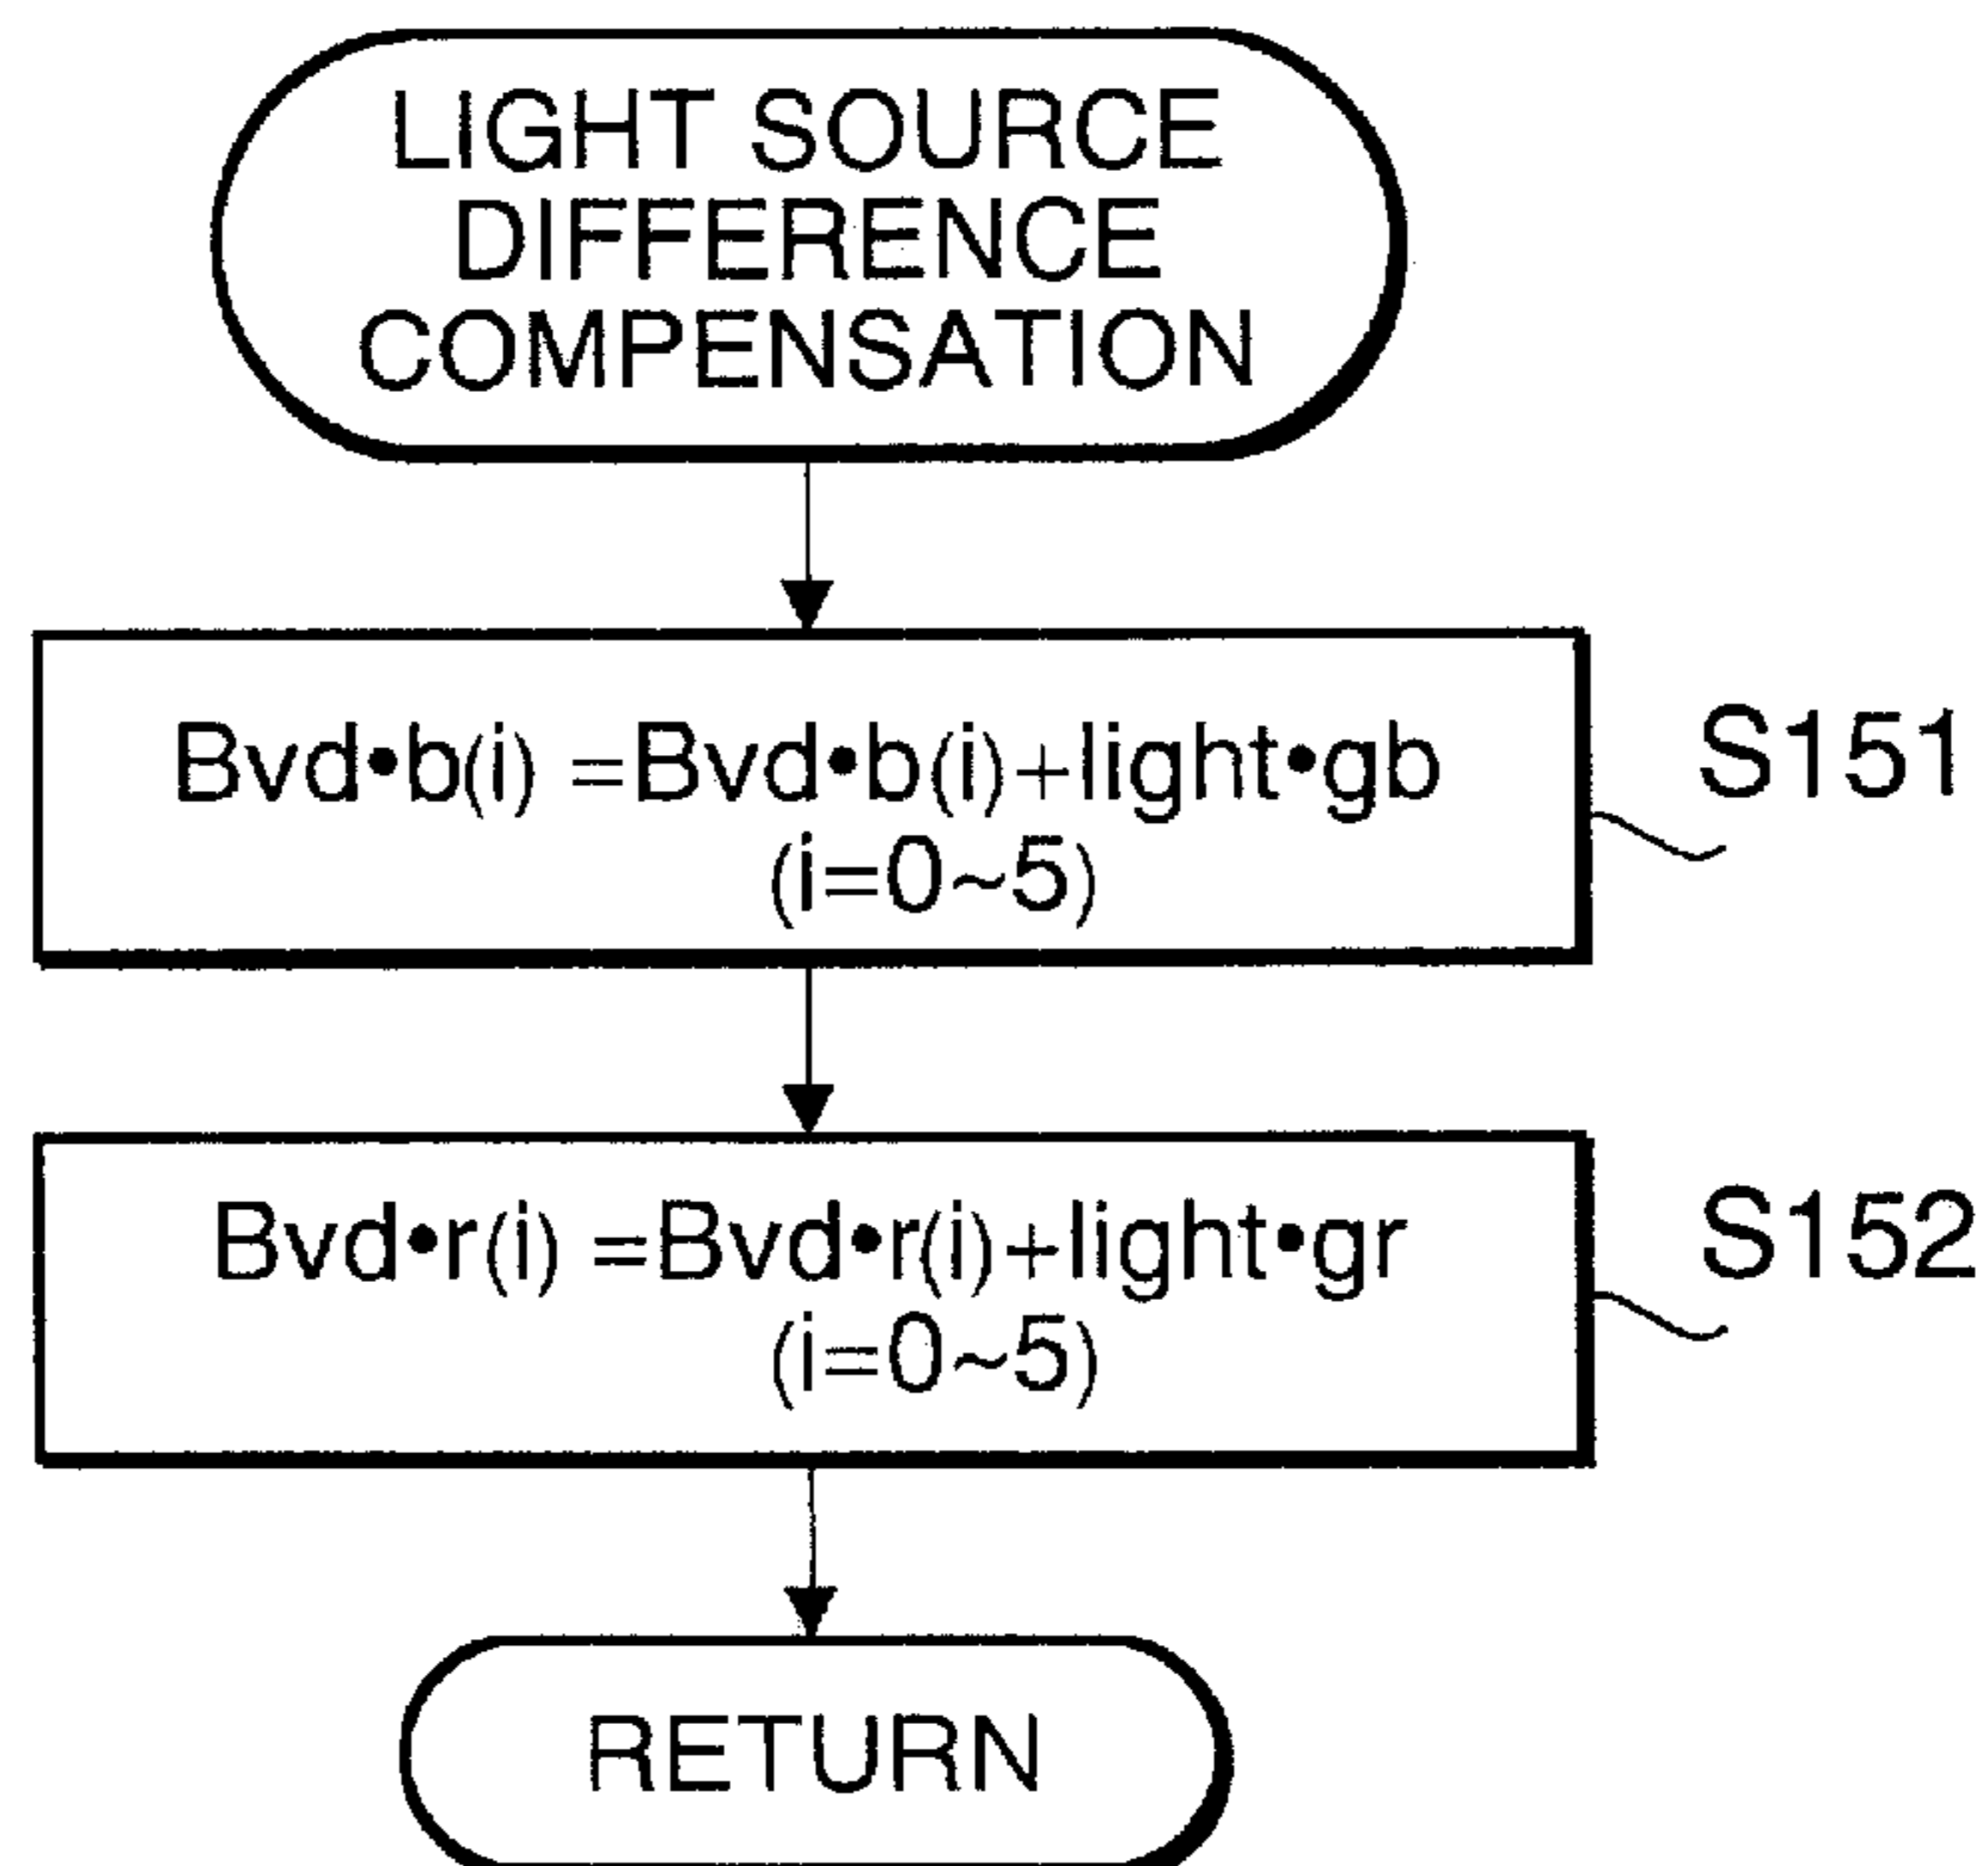 LIGHT SOURCE
DIFFERENCE
COMPENSATION
Bvd•b(i) =Bvd•b(i)+light•gb
(i=0~5)
S151
Bvd•r(i) =Bvd•r(i)+light•gr
(i=0~5)
S152
RETURN